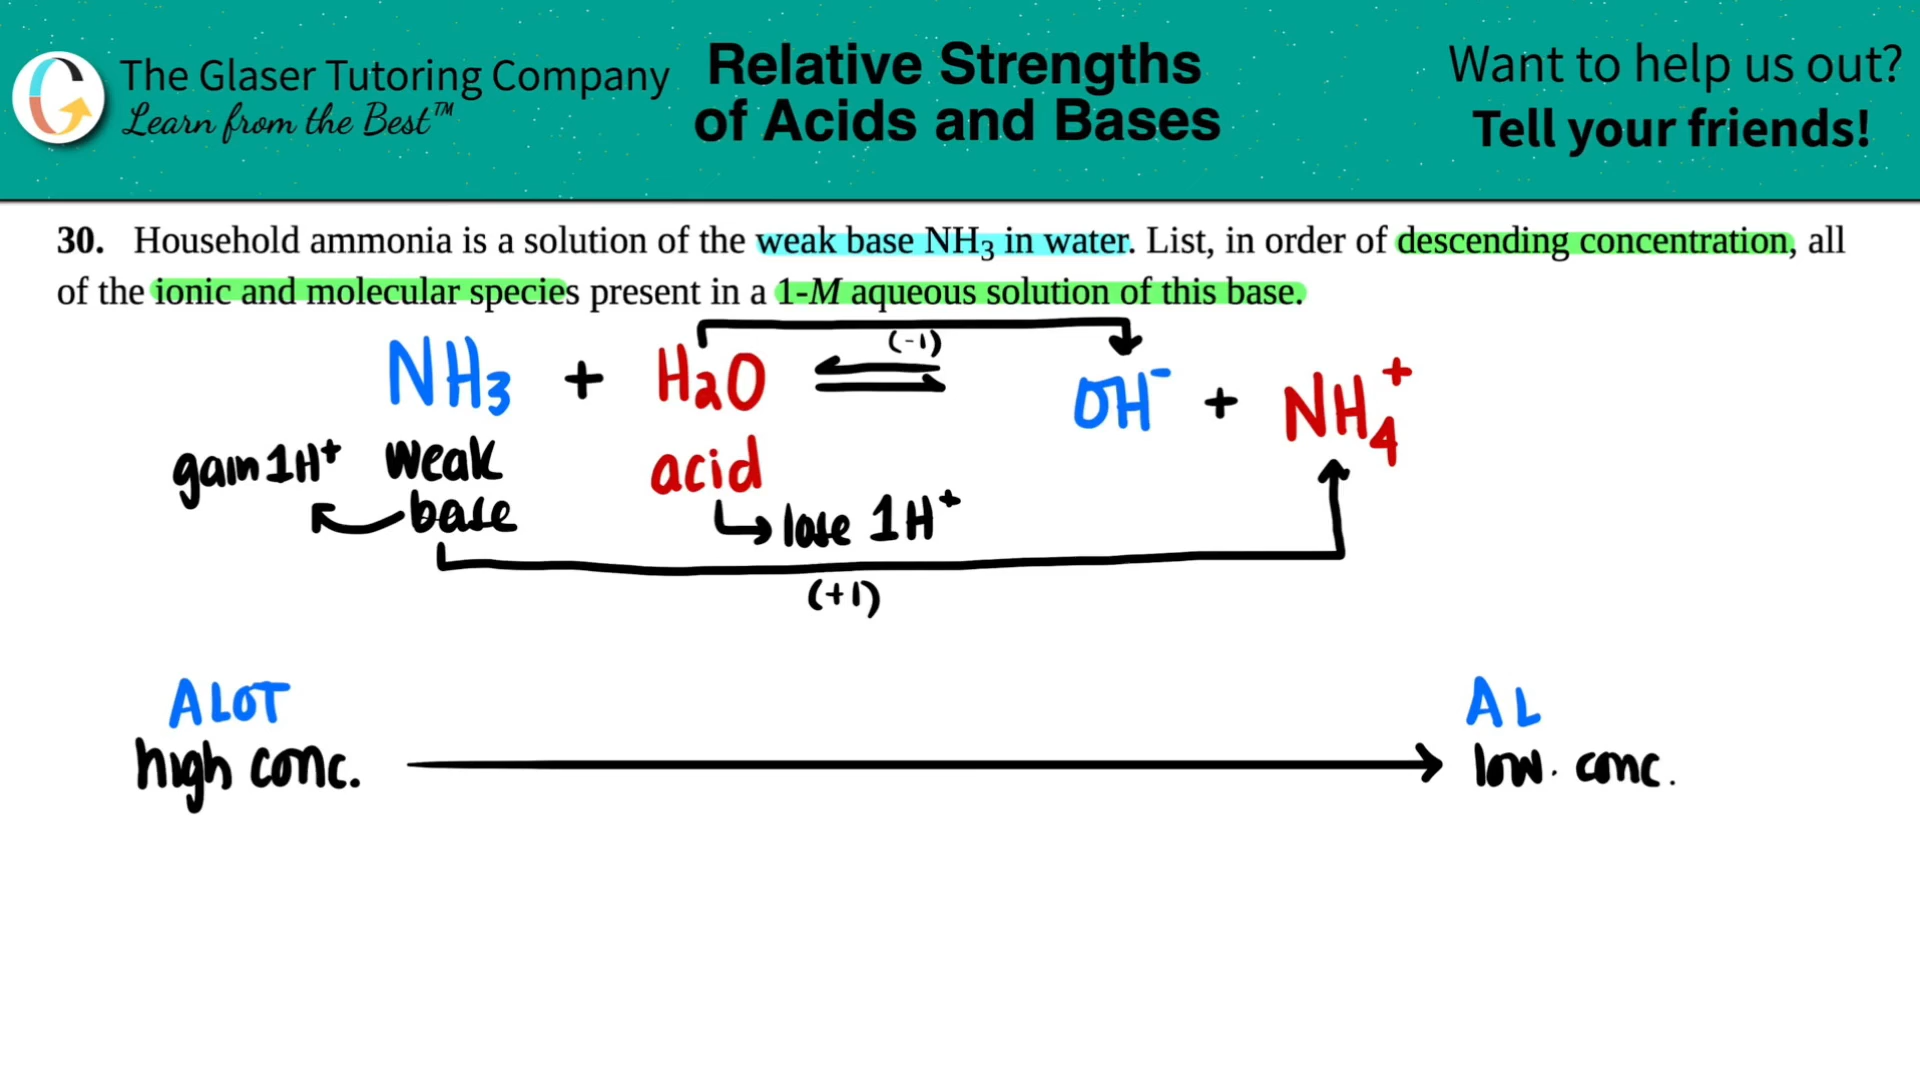 The Glaser Tutoring Company
Learn from the Best™
Relative Strengths
of Acids and Bases
Want to help us out?
Tell your friends!
30. Household ammonia is a solution of the weak base NH₃ in water. List, in order of descending concentration, all
of the ionic and molecular species present in a 1-M aqueous solution of this base.
(-1)
NH₃ + H₂O ⇌ OH⁻ + NH₄⁺
gain 1H⁺ weak acid
base lose 1H⁺
(+1)
A LOT A L
high conc. low. conc.